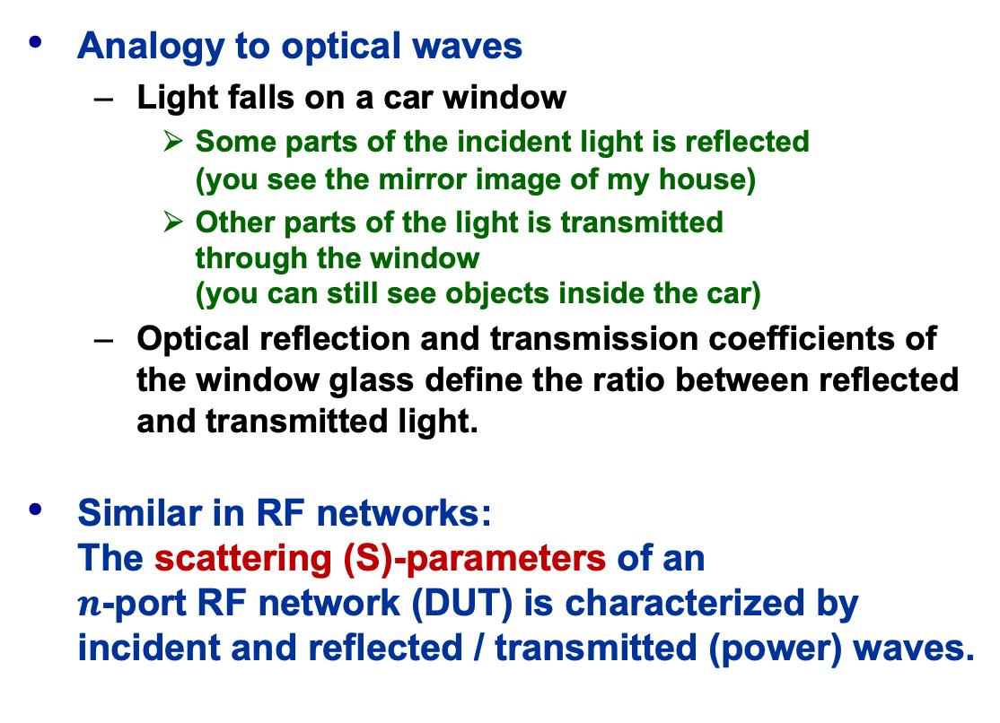 • Analogy to optical waves
– Light falls on a car window
➢ Some parts of the incident light is reflected
(you see the mirror image of my house)
➢ Other parts of the light is transmitted
through the window
(you can still see objects inside the car)
– Optical reflection and transmission coefficients of
the window glass define the ratio between reflected
and transmitted light.
• Similar in RF networks:
The scattering (S)-parameters of an
n-port RF network (DUT) is characterized by
incident and reflected / transmitted (power) waves.